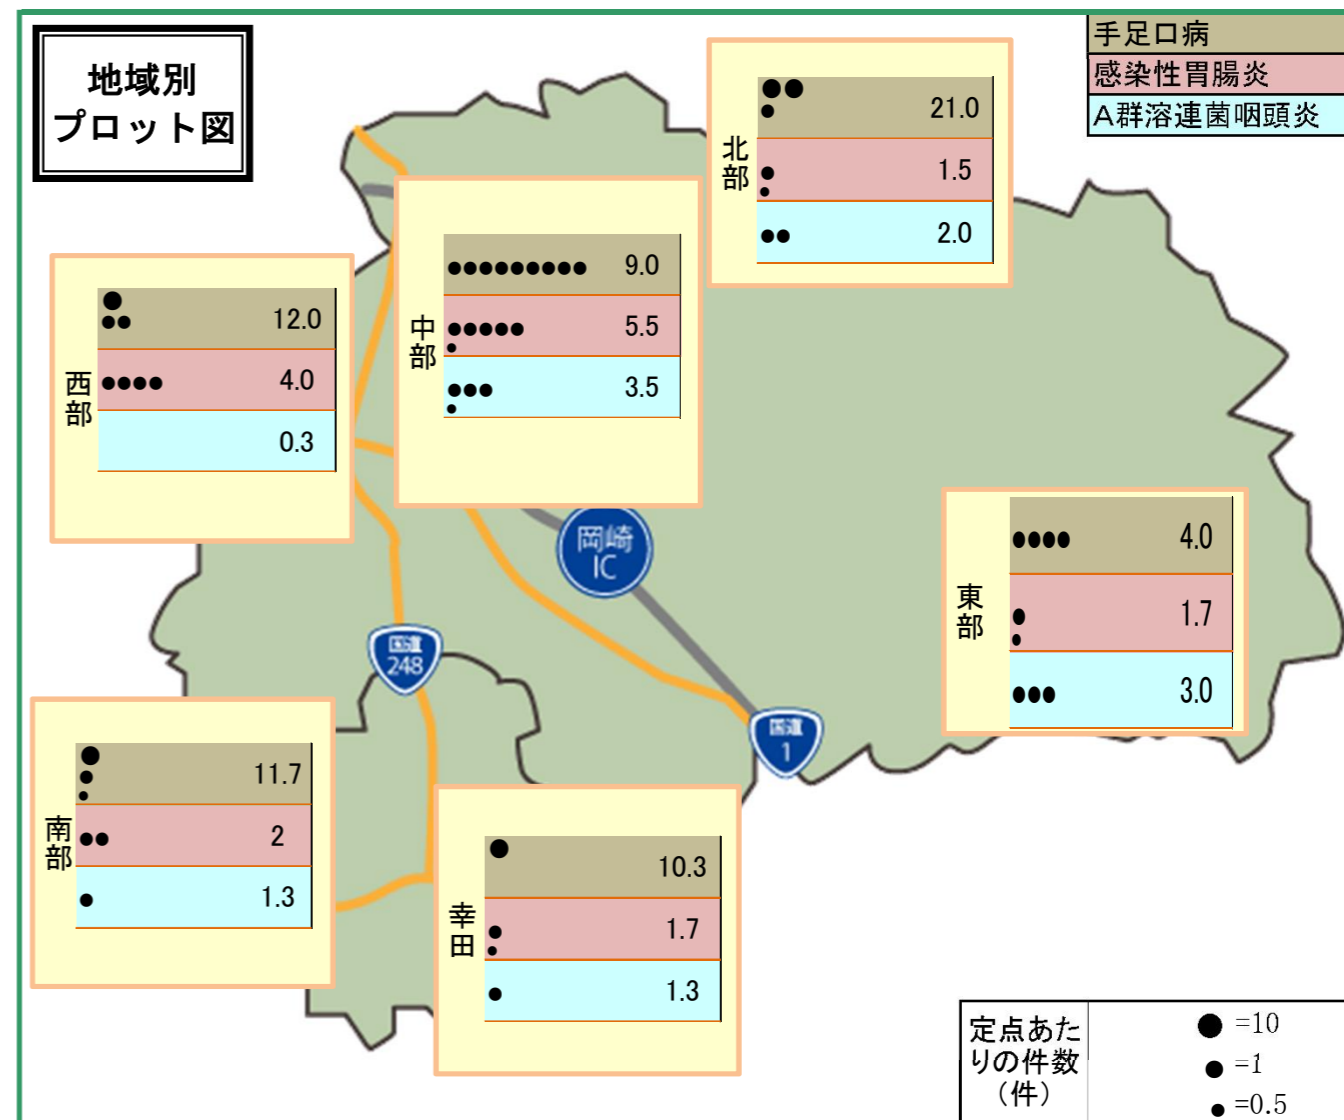 地域別
プロット図
手足口病
感染性胃腸炎
A群溶連菌咽頭炎
北部
21.0
1.5
2.0
中部
9.0
5.5
3.5
西部
12.0
4.0
0.3
岡崎
IC
東部
4.0
1.7
3.0
国道
248
国道
1
南部
11.7
2
1.3
幸田
10.3
1.7
1.3
定点あた
りの件数
（件）
●=10
●=1
●=0.5